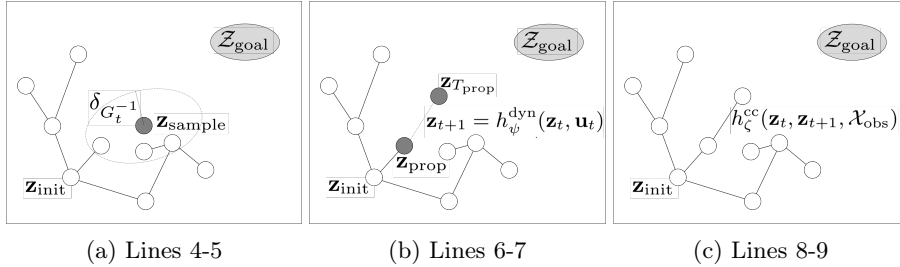 𝒵_goal
δ_{G_t^{-1}}
𝐳_sample
𝐳_init
(a) Lines 4-5
𝒵_goal
𝐳_{T_prop}
𝐳_{t+1} = h_ψ^dyn(𝐳_t, 𝐮_t)
𝐳_prop
𝐳_init
(b) Lines 6-7
𝒵_goal
h_ζ^cc(𝐳_t, 𝐳_{t+1}, 𝒳_obs)
𝐳_init
(c) Lines 8-9